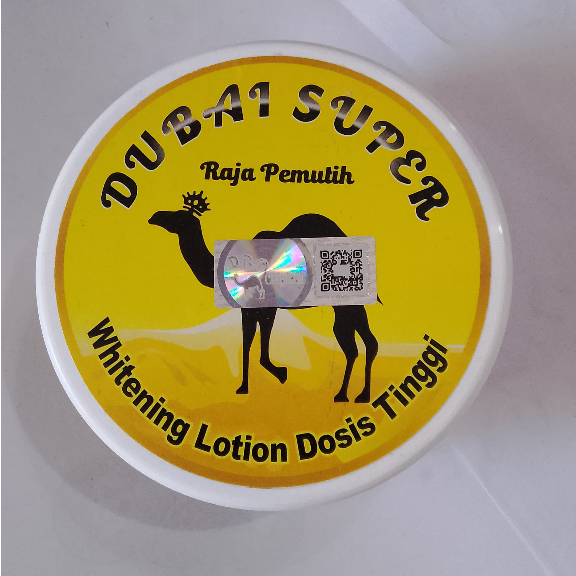 DUBAI SUPER
Raja Pemutih
Whitening Lotion Dosis Tinggi